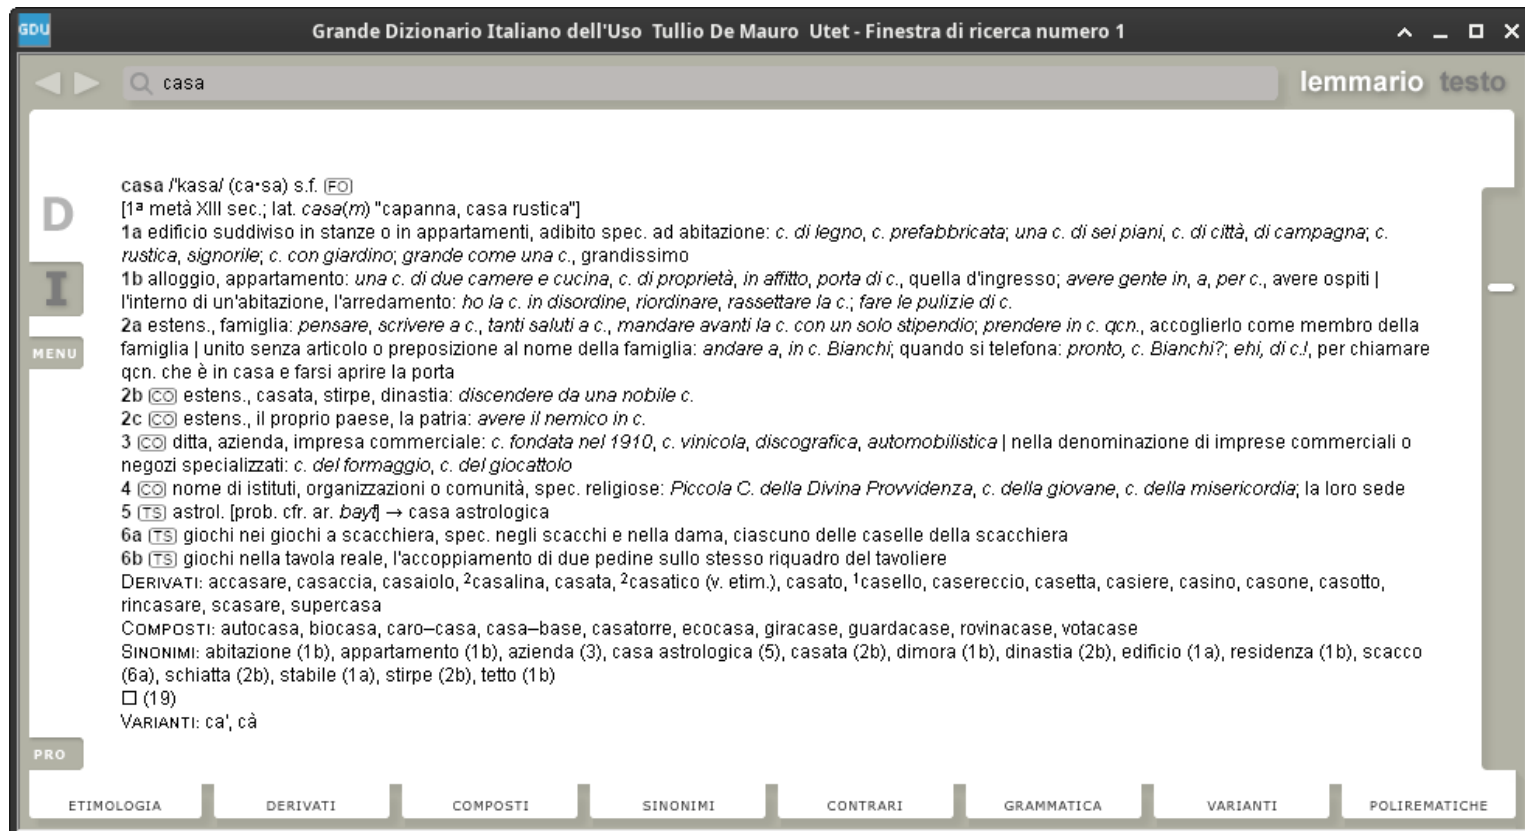 GDU
Grande Dizionario Italiano dell'Uso Tullio De Mauro Utet - Finestra di ricerca numero 1
casa
lemmario testo
casa /'kasa/ (ca•sa) s.f. FO
[1ª metà XIII sec.; lat. casa(m) "capanna, casa rustica"]
1a edificio suddiviso in stanze o in appartamenti, adibito spec. ad abitazione: c. di legno, c. prefabbricata; una c. di sei piani, c. di città, di campagna; c.
rustica, signorile; c. con giardino; grande come una c., grandissimo
1b alloggio, appartamento: una c. di due camere e cucina, c. di proprietà, in affitto, porta di c., quella d'ingresso; avere gente in, a, per c., avere ospiti |
l'interno di un'abitazione, l'arredamento: ho la c. in disordine, riordinare, rassettare la c.; fare le pulizie di c.
2a estens., famiglia: pensare, scrivere a c., tanti saluti a c., mandare avanti la c. con un solo stipendio; prendere in c. qcn., accoglierlo come membro della
famiglia | unito senza articolo o preposizione al nome della famiglia: andare a, in c. Bianchi; quando si telefona: pronto, c. Bianchi?; ehi, di c.!, per chiamare
qcn. che è in casa e farsi aprire la porta
2b CO estens., casata, stirpe, dinastia: discendere da una nobile c.
2c CO estens., il proprio paese, la patria: avere il nemico in c.
3 CO ditta, azienda, impresa commerciale: c. fondata nel 1910, c. vinicola, discografica, automobilistica | nella denominazione di imprese commerciali o
negozi specializzati: c. del formaggio, c. del giocattolo
4 CO nome di istituti, organizzazioni o comunità, spec. religiose: Piccola C. della Divina Provvidenza, c. della giovane, c. della misericordia; la loro sede
5 TS astrol. [prob. cfr. ar. bayt] → casa astrologica
6a TS giochi nei giochi a scacchiera, spec. negli scacchi e nella dama, ciascuno delle caselle della scacchiera
6b TS giochi nella tavola reale, l'accoppiamento di due pedine sullo stesso riquadro del tavoliere
DERIVATI: accasare, casaccia, casaiolo, ²casalina, casata, ²casatico (v. etim.), casato, ¹casello, casereccio, casetta, casiere, casino, casone, casotto,
rincasare, scasare, supercasa
COMPOSTI: autocasa, biocasa, caro–casa, casa–base, casatorre, ecocasa, giracase, guardacase, rovinacase, votacase
SINONIMI: abitazione (1b), appartamento (1b), azienda (3), casa astrologica (5), casata (2b), dimora (1b), dinastia (2b), edificio (1a), residenza (1b), scacco
(6a), schiatta (2b), stabile (1a), stirpe (2b), tetto (1b)
□ (19)
VARIANTI: ca', cà
D
I
MENU
PRO
ETIMOLOGIA DERIVATI COMPOSTI SINONIMI CONTRARI GRAMMATICA VARIANTI POLIREMATICHE